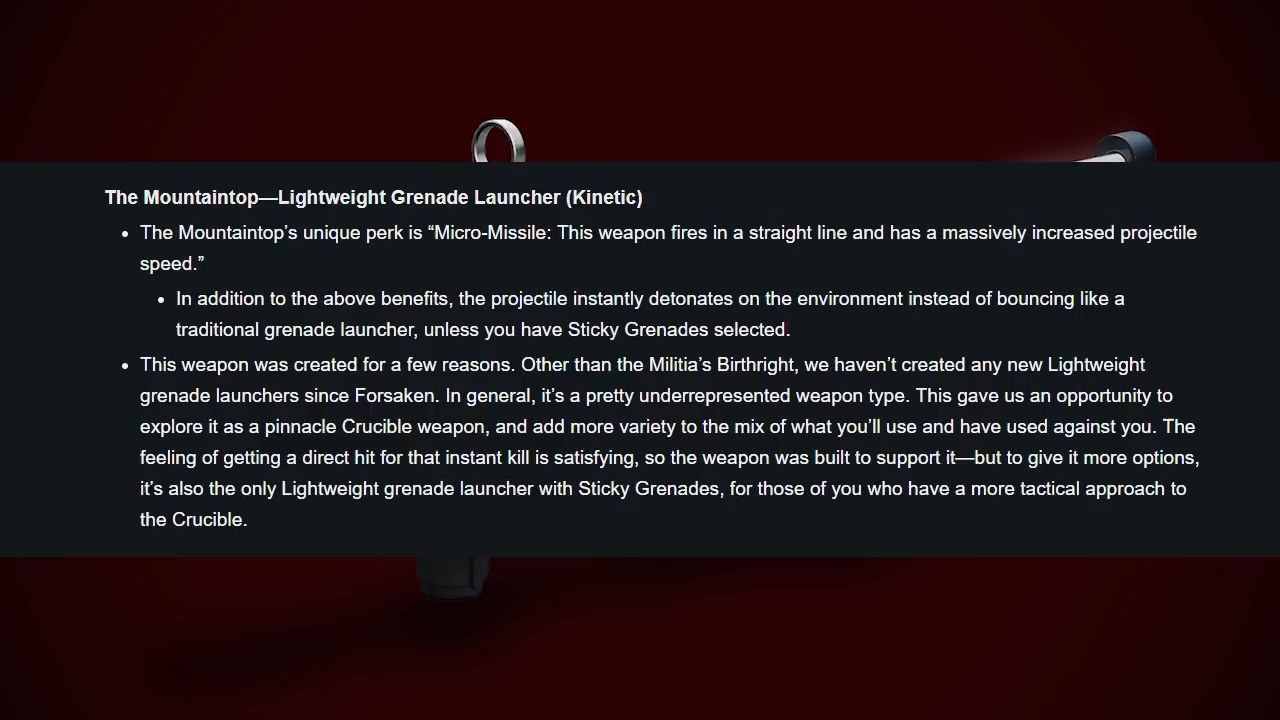 The Mountaintop—Lightweight Grenade Launcher (Kinetic)
• The Mountaintop’s unique perk is “Micro-Missile: This weapon fires in a straight line and has a massively increased projectile
speed.”
• In addition to the above benefits, the projectile instantly detonates on the environment instead of bouncing like a
traditional grenade launcher, unless you have Sticky Grenades selected.
• This weapon was created for a few reasons. Other than the Militia’s Birthright, we haven’t created any new Lightweight
grenade launchers since Forsaken. In general, it’s a pretty underrepresented weapon type. This gave us an opportunity to
explore it as a pinnacle Crucible weapon, and add more variety to the mix of what you’ll use and have used against you. The
feeling of getting a direct hit for that instant kill is satisfying, so the weapon was built to support it—but to give it more options,
it’s also the only Lightweight grenade launcher with Sticky Grenades, for those of you who have a more tactical approach to
the Crucible.